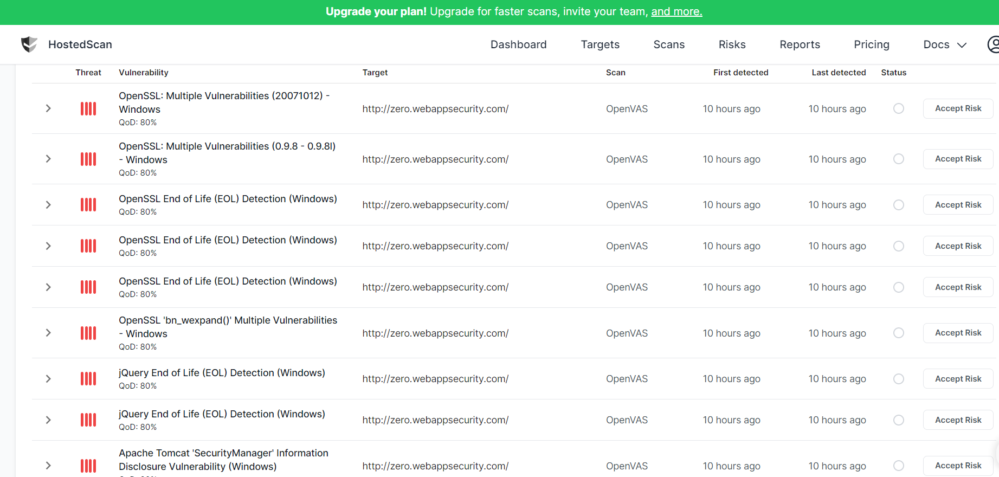 Upgrade your plan! Upgrade for faster scans, invite your team, and more.
HostedScan Dashboard Targets Scans Risks Reports Pricing Docs
Threat Vulnerability Target Scan First detected Last detected Status
OpenSSL: Multiple Vulnerabilities (20071012) -
Windows
QoD: 80%
http://zero.webappsecurity.com/ OpenVAS 10 hours ago 10 hours ago Accept Risk
OpenSSL: Multiple Vulnerabilities (0.9.8 - 0.9.8l)
- Windows
QoD: 80%
http://zero.webappsecurity.com/ OpenVAS 10 hours ago 10 hours ago Accept Risk
OpenSSL End of Life (EOL) Detection (Windows)
QoD: 80%
http://zero.webappsecurity.com/ OpenVAS 10 hours ago 10 hours ago Accept Risk
OpenSSL End of Life (EOL) Detection (Windows)
QoD: 80%
http://zero.webappsecurity.com/ OpenVAS 10 hours ago 10 hours ago Accept Risk
OpenSSL End of Life (EOL) Detection (Windows)
QoD: 80%
http://zero.webappsecurity.com/ OpenVAS 10 hours ago 10 hours ago Accept Risk
OpenSSL 'bn_wexpand()' Multiple Vulnerabilities
- Windows
QoD: 80%
http://zero.webappsecurity.com/ OpenVAS 10 hours ago 10 hours ago Accept Risk
jQuery End of Life (EOL) Detection (Windows)
QoD: 80%
http://zero.webappsecurity.com/ OpenVAS 10 hours ago 10 hours ago Accept Risk
jQuery End of Life (EOL) Detection (Windows)
QoD: 80%
http://zero.webappsecurity.com/ OpenVAS 10 hours ago 10 hours ago Accept Risk
Apache Tomcat 'SecurityManager' Information
Disclosure Vulnerability (Windows)
http://zero.webappsecurity.com/ OpenVAS 10 hours ago 10 hours ago Accept Risk